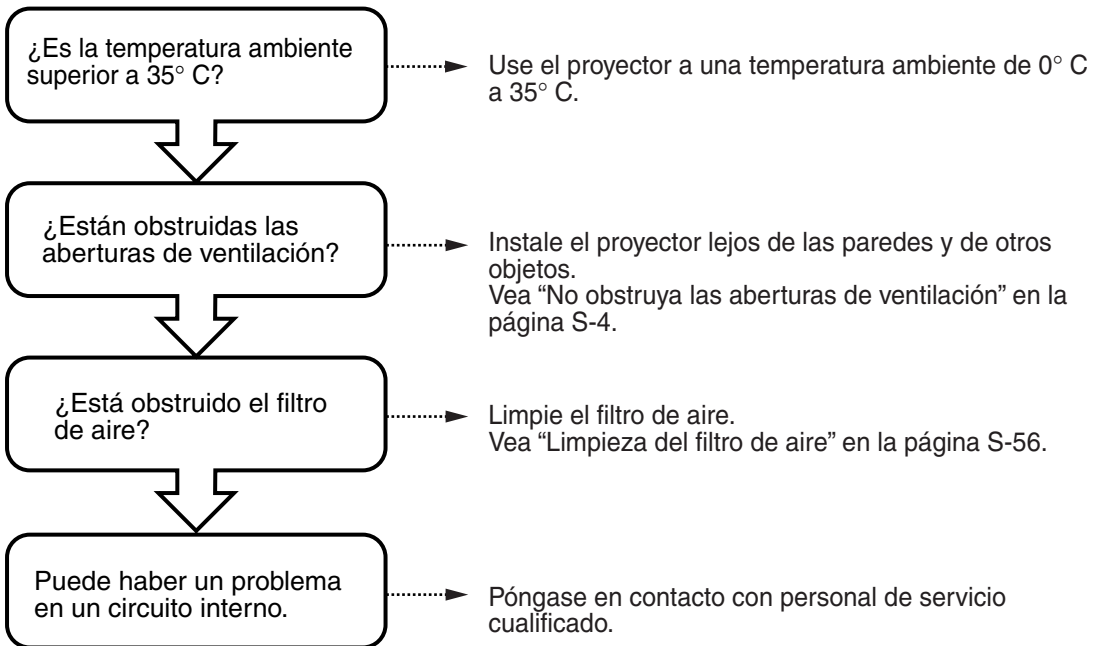 ¿Es la temperatura ambiente
superior a 35° C?
Use el proyector a una temperatura ambiente de 0° C
a 35° C.
¿Están obstruidas las
aberturas de ventilación?
Instale el proyector lejos de las paredes y de otros
objetos.
Vea “No obstruya las aberturas de ventilación” en la
página S-4.
¿Está obstruido el filtro
de aire?
Limpie el filtro de aire.
Vea “Limpieza del filtro de aire” en la página S-56.
Puede haber un problema
en un circuito interno.
Póngase en contacto con personal de servicio
cualificado.